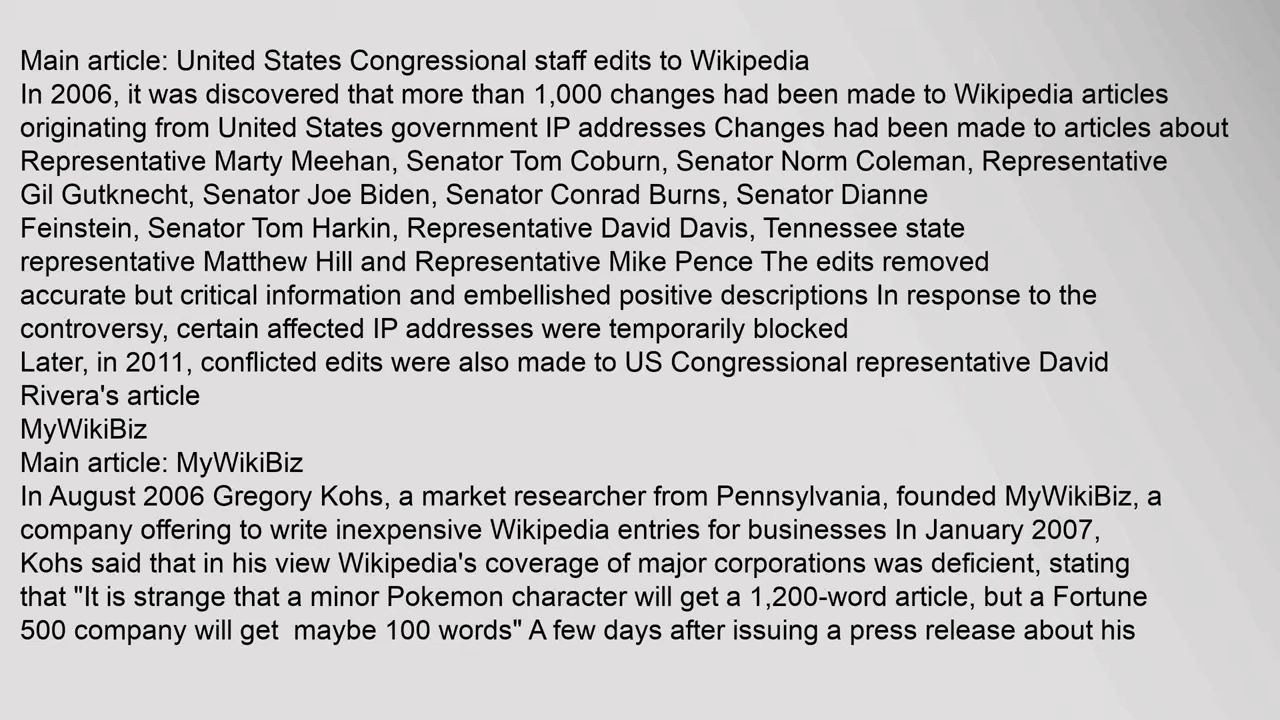 Main article: United States Congressional staff edits to Wikipedia
In 2006, it was discovered that more than 1,000 changes had been made to Wikipedia articles
originating from United States government IP addresses Changes had been made to articles about
Representative Marty Meehan, Senator Tom Coburn, Senator Norm Coleman, Representative
Gil Gutknecht, Senator Joe Biden, Senator Conrad Burns, Senator Dianne
Feinstein, Senator Tom Harkin, Representative David Davis, Tennessee state
representative Matthew Hill and Representative Mike Pence The edits removed
accurate but critical information and embellished positive descriptions In response to the
controversy, certain affected IP addresses were temporarily blocked
Later, in 2011, conflicted edits were also made to US Congressional representative David
Rivera's article
MyWikiBiz
Main article: MyWikiBiz
In August 2006 Gregory Kohs, a market researcher from Pennsylvania, founded MyWikiBiz, a
company offering to write inexpensive Wikipedia entries for businesses In January 2007,
Kohs said that in his view Wikipedia's coverage of major corporations was deficient, stating
that "It is strange that a minor Pokemon character will get a 1,200-word article, but a Fortune
500 company will get  maybe 100 words" A few days after issuing a press release about his